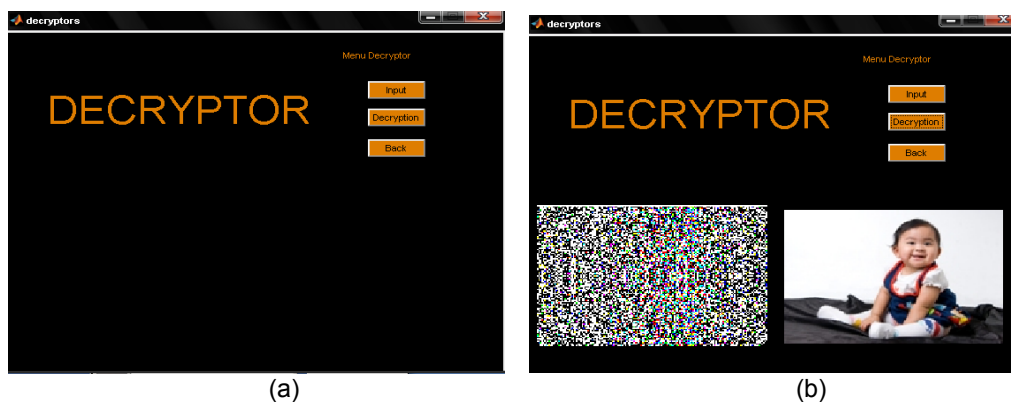 decryptors
Menu Decryptor
DECRYPTOR
Input
Decryption
Back
(a)
decryptors
Menu Decryptor
DECRYPTOR
Input
Decryption
Back
(b)